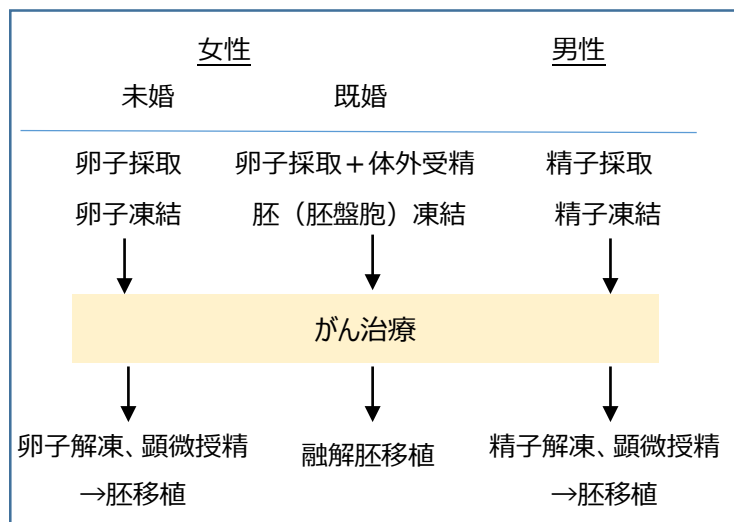 女性 男性
未婚 既婚
卵子採取 卵子採取+体外受精 精子採取
卵子凍結 胚(胚盤胞)凍結 精子凍結
がん治療
卵子解凍、顕微授精 融解胚移植 精子解凍、顕微授精
→胚移植 →胚移植